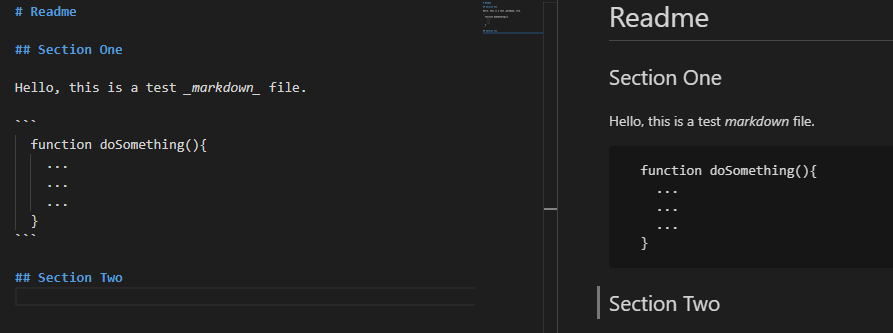 # Readme
## Section One
Hello, this is a test _markdown_ file.
```
function doSomething(){
...
...
...
}
```
## Section Two
Readme
Section One
Hello, this is a test markdown file.
function doSomething(){
...
...
...
}
Section Two